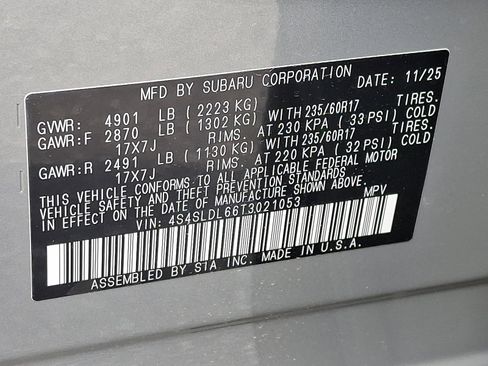 MFD BY SUBARU CORPORATION DATE: 11/25
GVWR: 4901 LB (2223 KG)
GAWR:F 2870 LB (1302 KG) WITH 235/60R17 TIRES.
17X7J RIMS. AT 230 KPA (33 PSI) COLD
GAWR:R 2491 LB (1130 KG) WITH 235/60R17 TIRES.
17X7J RIMS. AT 220 KPA (32 PSI) COLD
THIS VEHICLE CONFORMS TO ALL APPLICABLE FEDERAL MOTOR
VEHICLE SAFETY, BUMPER, AND THEFT PREVENTION STANDARDS
IN EFFECT ON THE DATE OF MANUFACTURE SHOWN ABOVE.
VIN: 4S4SLDL66T3021053 MPV
ASSEMBLED BY SIA INC. MADE IN U.S.A.